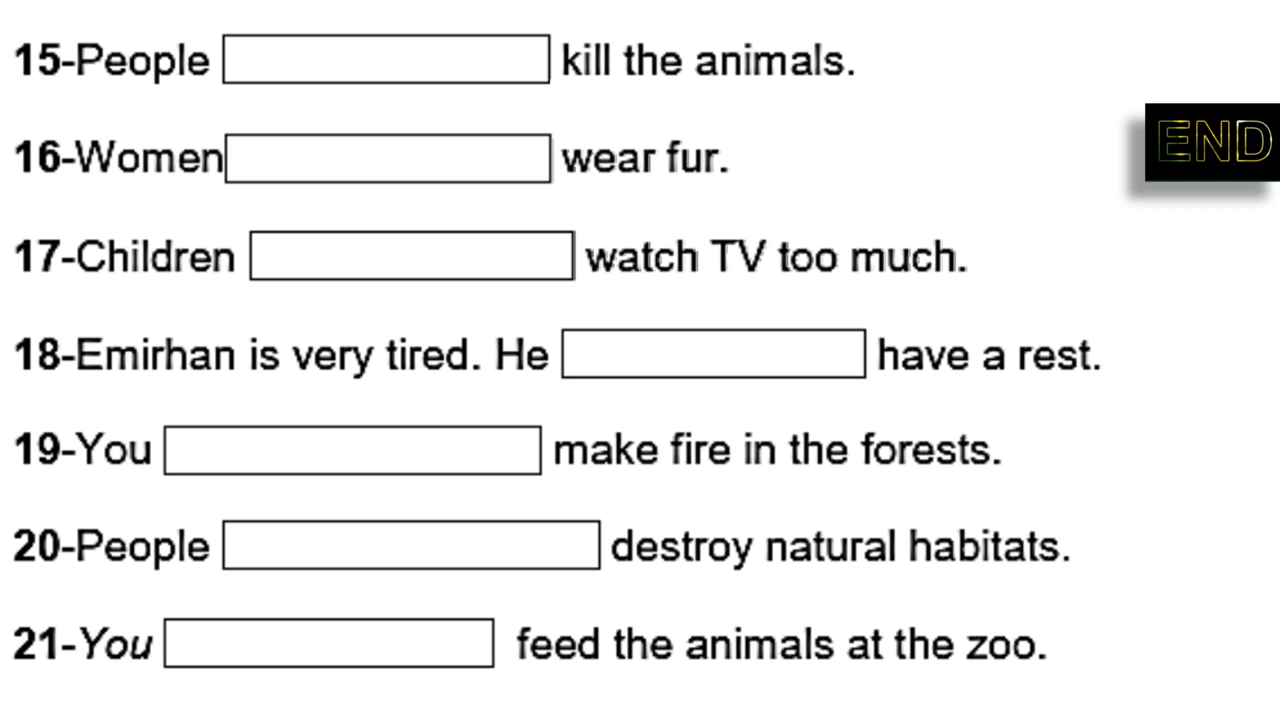 15-People kill the animals.
END
16-Women wear fur.
17-Children watch TV too much.
18-Emirhan is very tired. He have a rest.
19-You make fire in the forests.
20-People destroy natural habitats.
21-You feed the animals at the zoo.